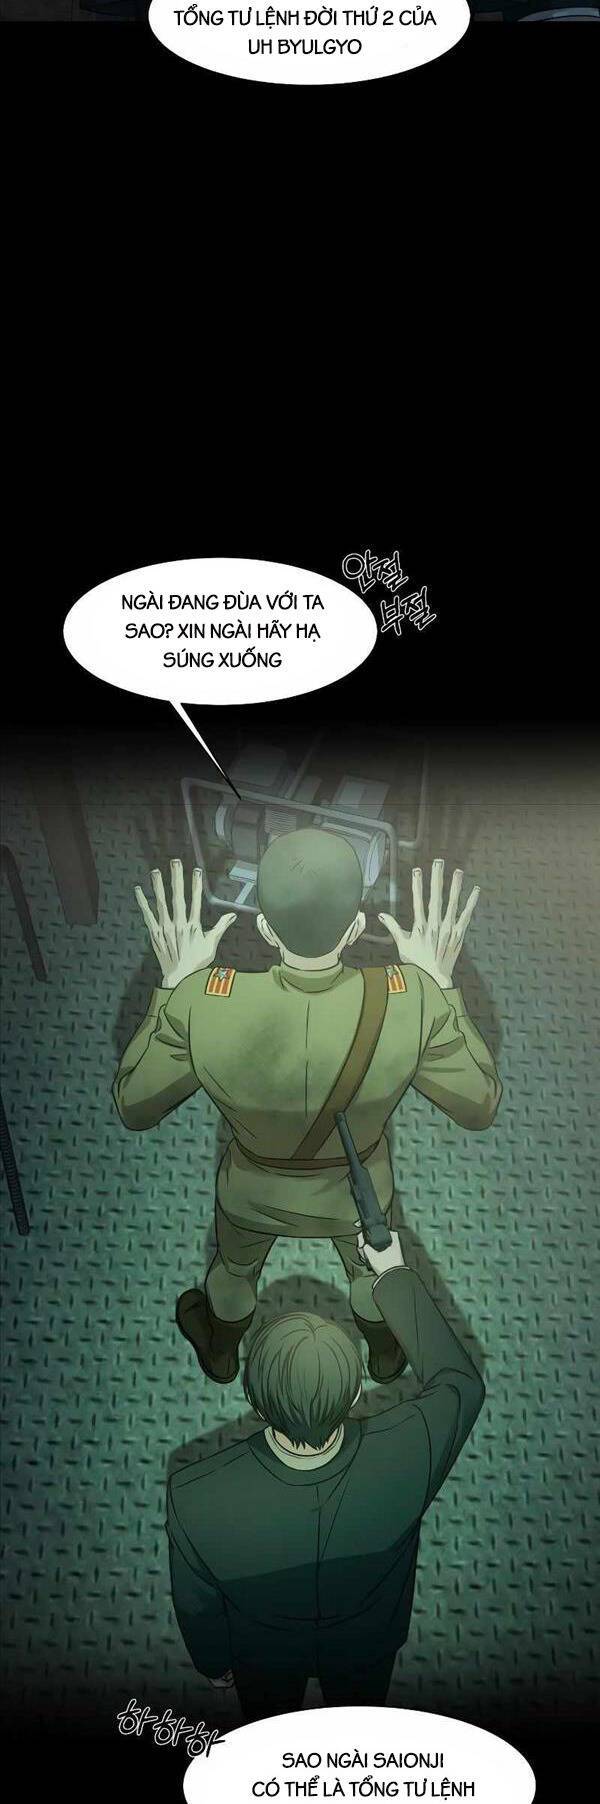 TỔNG TƯ LỆNH ĐỜI THỨ 2 CỦA
UH BYULGYO
안절
부절
NGÀI ĐANG ĐÙA VỚI TA
SAO? XIN NGÀI HÃY HẠ
SÚNG XUỐNG
하하하
SAO NGÀI SAIONJI
CÓ THỂ LÀ TỔNG TƯ LỆNH